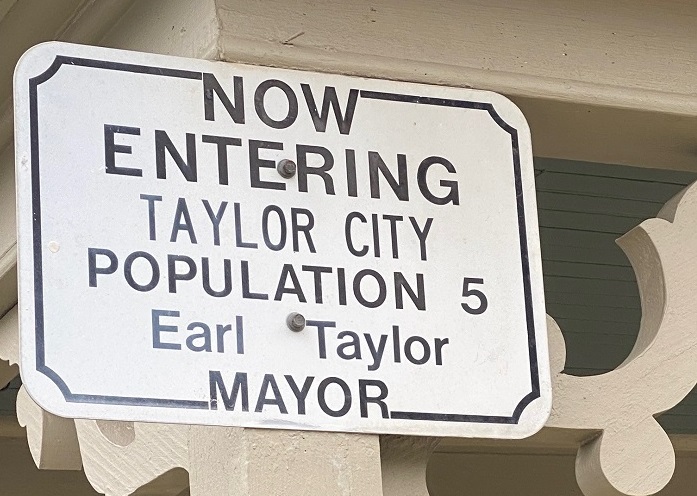 NOW
ENTERING
TAYLOR CITY
POPULATION 5
Earl Taylor
MAYOR